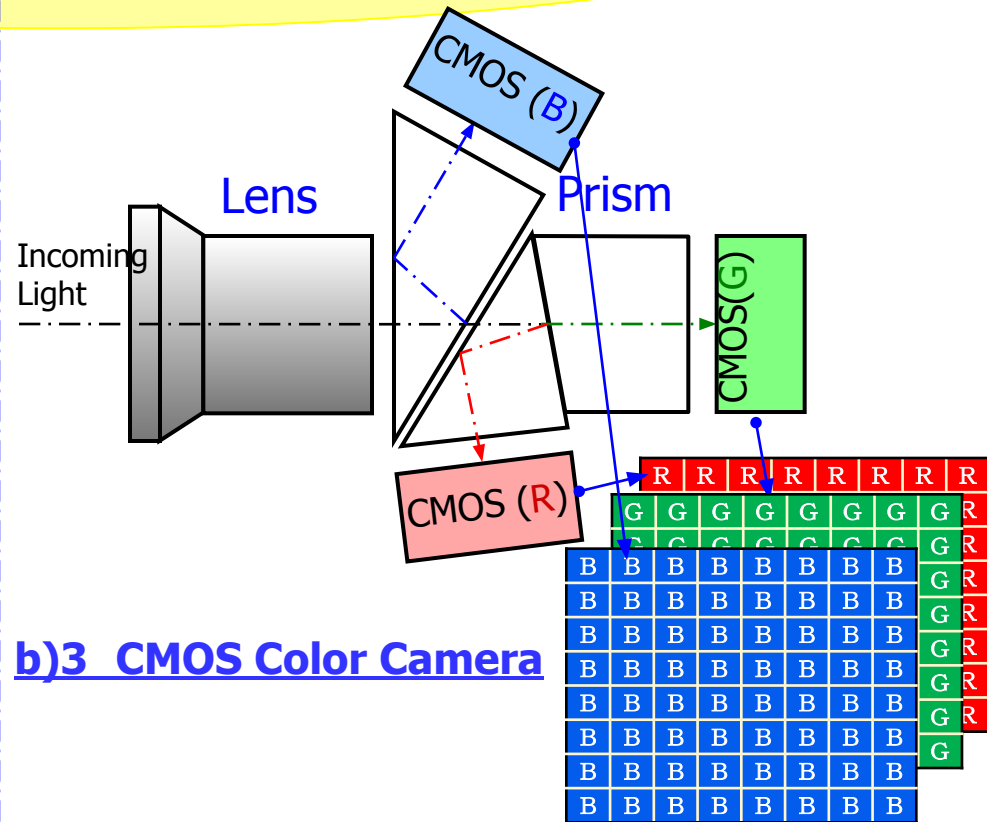 CMOS (B)
Lens
Prism
Incoming
Light
CMOS(G)
CMOS (R)
R R R R R R R R
G G G G G G G G R
G G G G G G G G R
B B B B B B B B G R
B B B B B B B B G R
B B B B B B B B G R
B B B B B B B B G R
B B B B B B B B G R
B B B B B B B B G
B B B B B B B B
B B B B B B B B
b)3 CMOS Color Camera